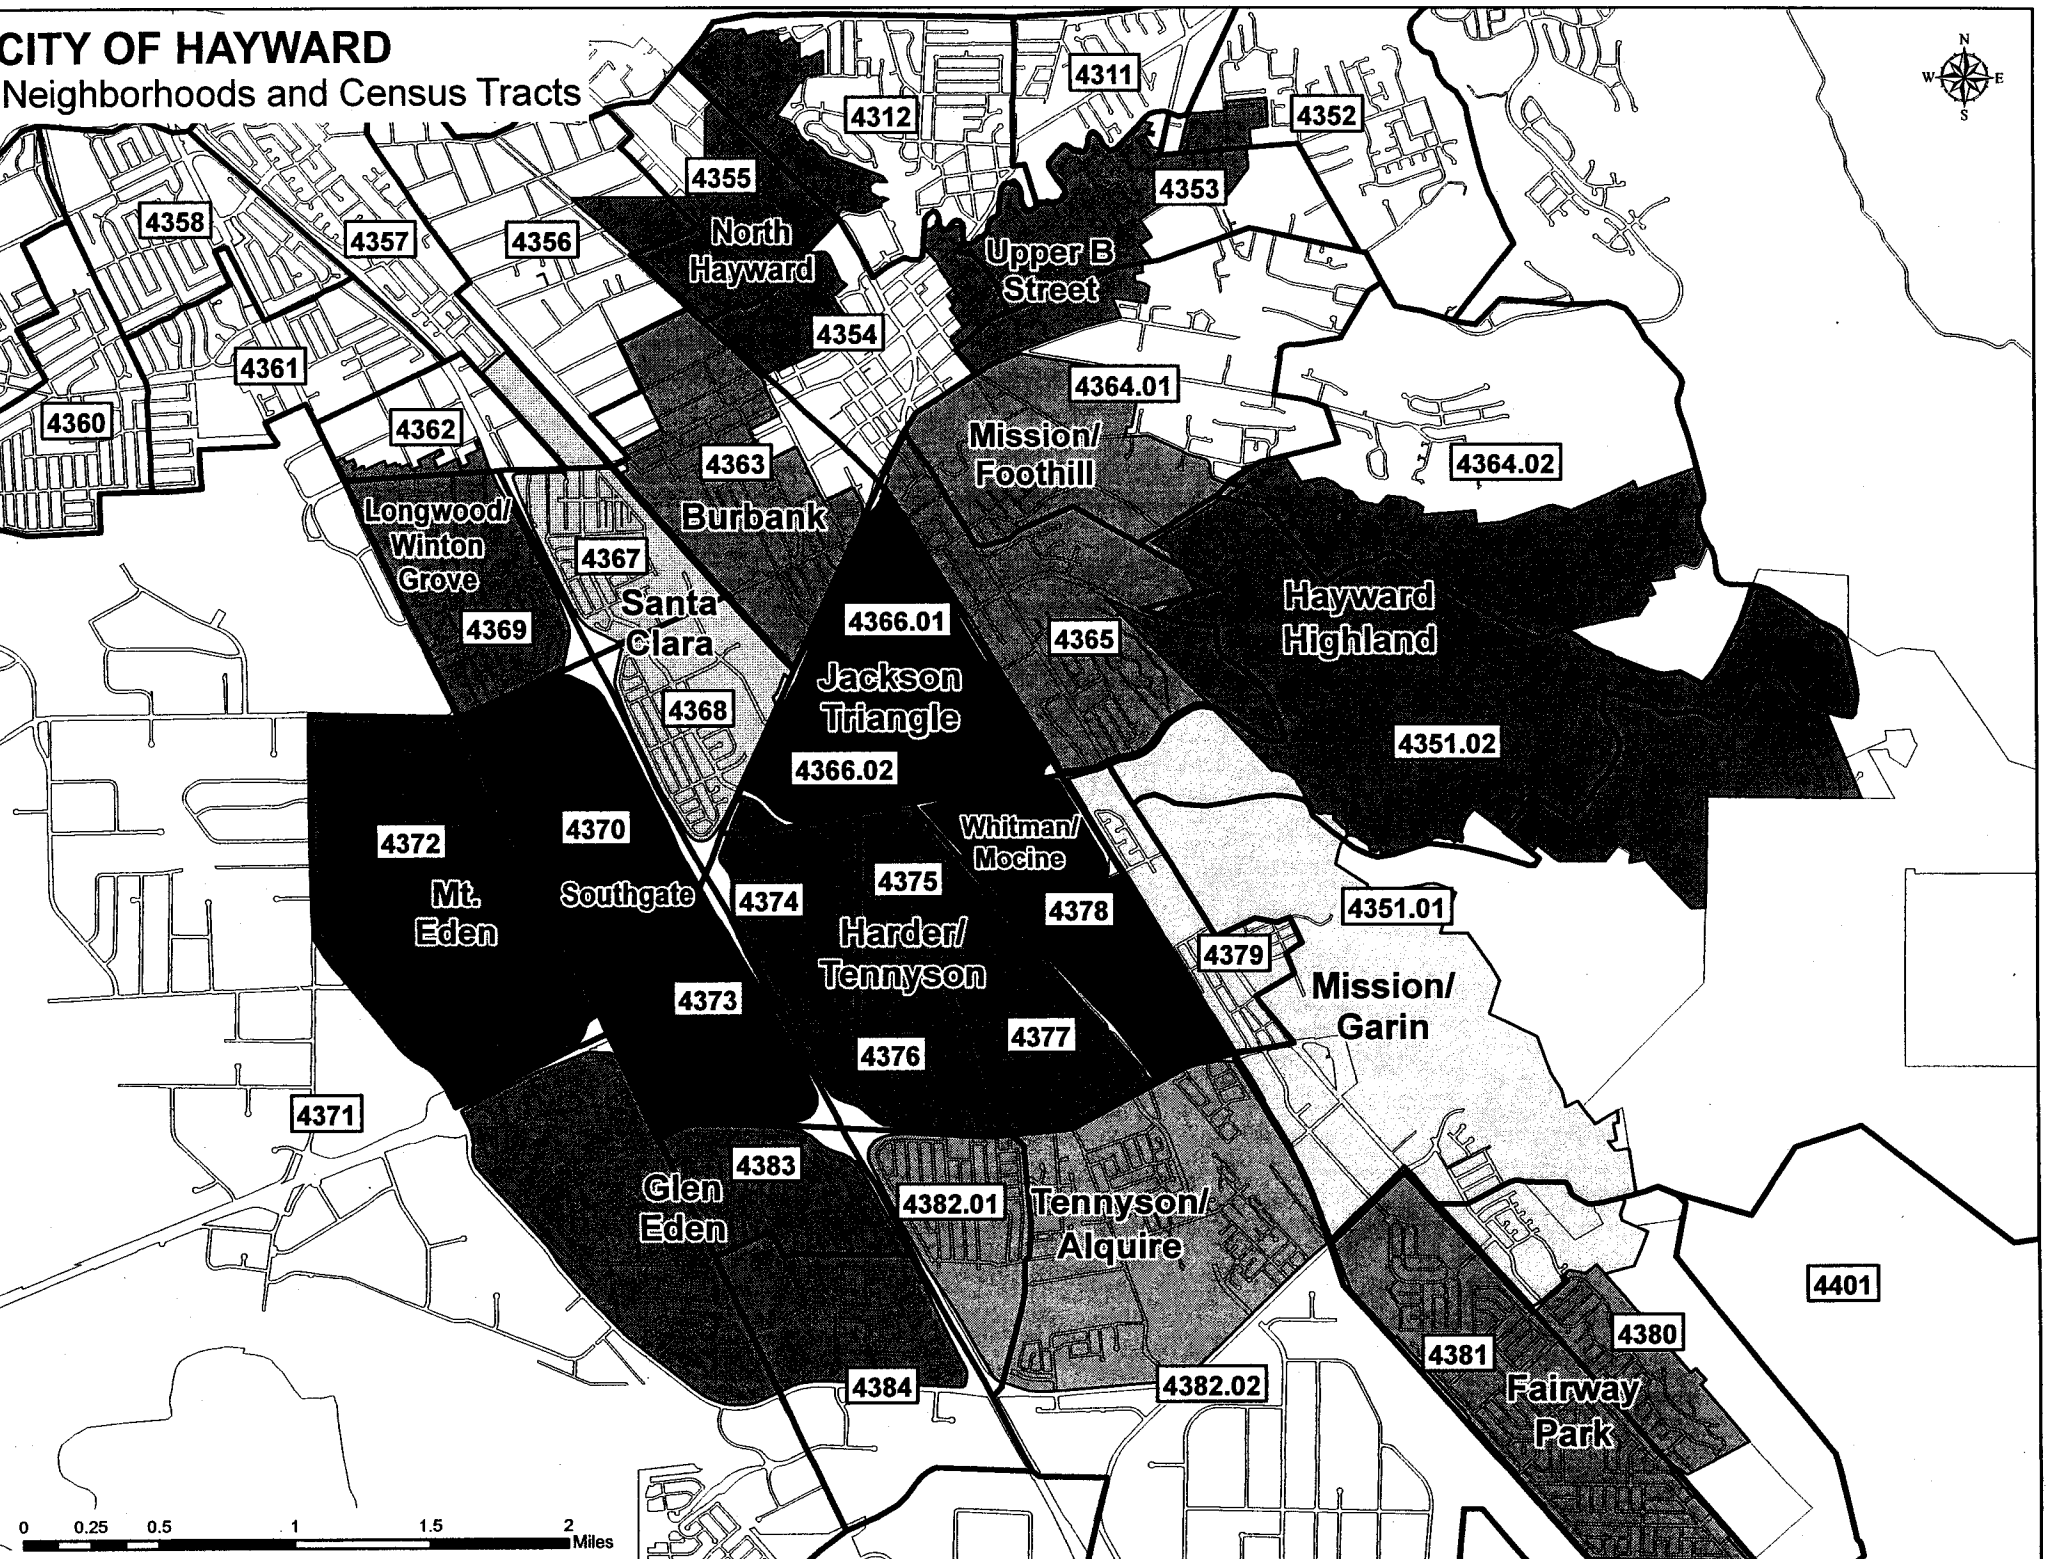 CITY OF HAYWARD
Neighborhoods and Census Tracts
N
W E
S
4311
4312
4352
4355
4353
4358
4357
4356
North
Hayward
Upper B
Street
4354
4361
4364.01
4360
4362
Mission/
Foothill
4363
4364.02
Longwood/
Winton
Grove
Burbank
4367
Santa
Clara
Hayward
Highland
4369
4366.01
4365
Jackson
Triangle
4368
4351.02
4366.02
4372
4370
Whitman/
Mocine
Mt.
Eden
Southgate
4374
4375
4378
4351.01
Harder/
Tennyson
4379
4373
Mission/
Garin
4376
4377
4371
4383
Glen
Eden
4382.01
Tennyson/
Alquire
4401
4380
4381
4384
4382.02
Fairway
Park
0 0.25 0.5 1 1.5 2
Miles